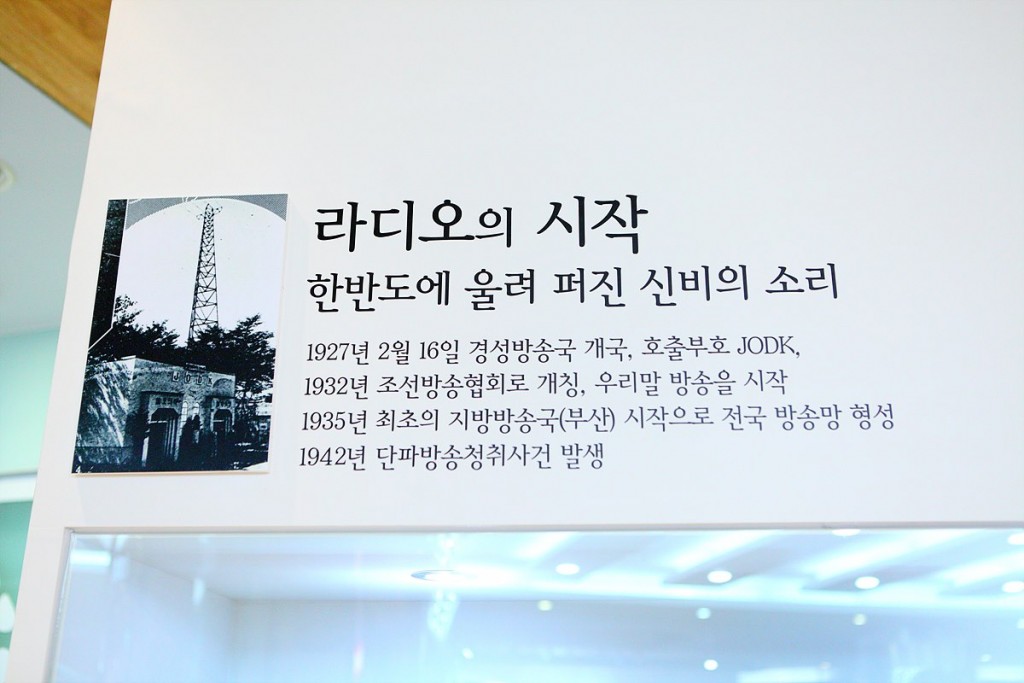 라디오의 시작
한반도에 울려 퍼진 신비의 소리
1927년 2월 16일 경성방송국 개국, 호출부호 JODK,
1932년 조선방송협회로 개칭, 우리말 방송을 시작
1935년 최초의 지방방송국(부산) 시작으로 전국 방송망 형성
1942년 단파방송청취사건 발생